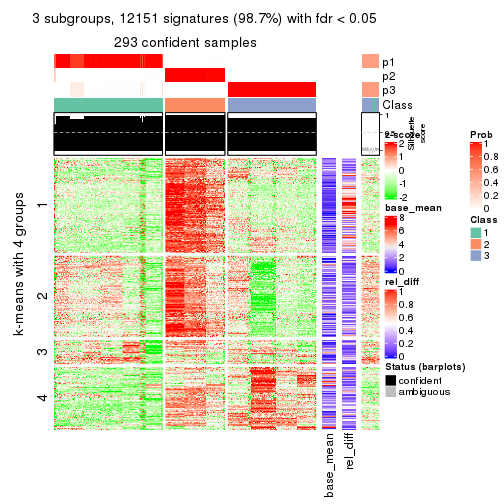 3 subgroups, 12151 signatures (98.7%) with fdr < 0.05
293 confident samples
p1
p2
p3
Class
1
Silhouette
score
z-score
2
1
0
-1
-2
base_mean
8
6
4
2
0
rel_diff
1
0.8
0.6
0.4
0.2
0
Status (barplots)
confident
ambiguous
Prob
1
0.8
0.6
0.4
0.2
0
Class
1
2
3
k-means with 4 groups
1
2
3
4
base_mean
rel_diff